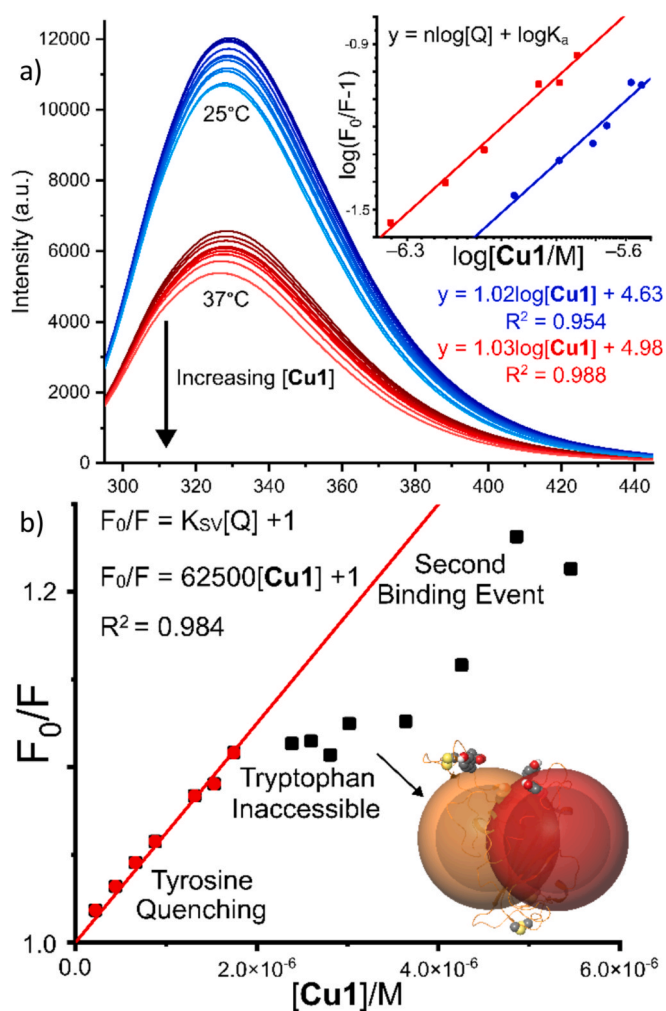 a)
12000
10000
8000
6000
4000
2000
0
Intensity (a.u.)
25°C
37°C
Increasing [Cu1]
300 320 340 360 380 400 420 440
y = nlog[Q] + logKₐ
-0.9
-1.5
log(F₀/F-1)
−6.3 −5.6
log[Cu1/M]
y = 1.02log[Cu1] + 4.63
R² = 0.954
y = 1.03log[Cu1] + 4.98
R² = 0.988
b)
F₀/F = K_SV[Q] +1
F₀/F = 62500[Cu1] +1
R² = 0.984
1.2
1.0
F₀/F
Second
Binding Event
Tryptophan
Inaccessible
Tyrosine
Quenching
0.0 2.0×10⁻⁶ 4.0×10⁻⁶ 6.0×10⁻⁶
[Cu1]/M